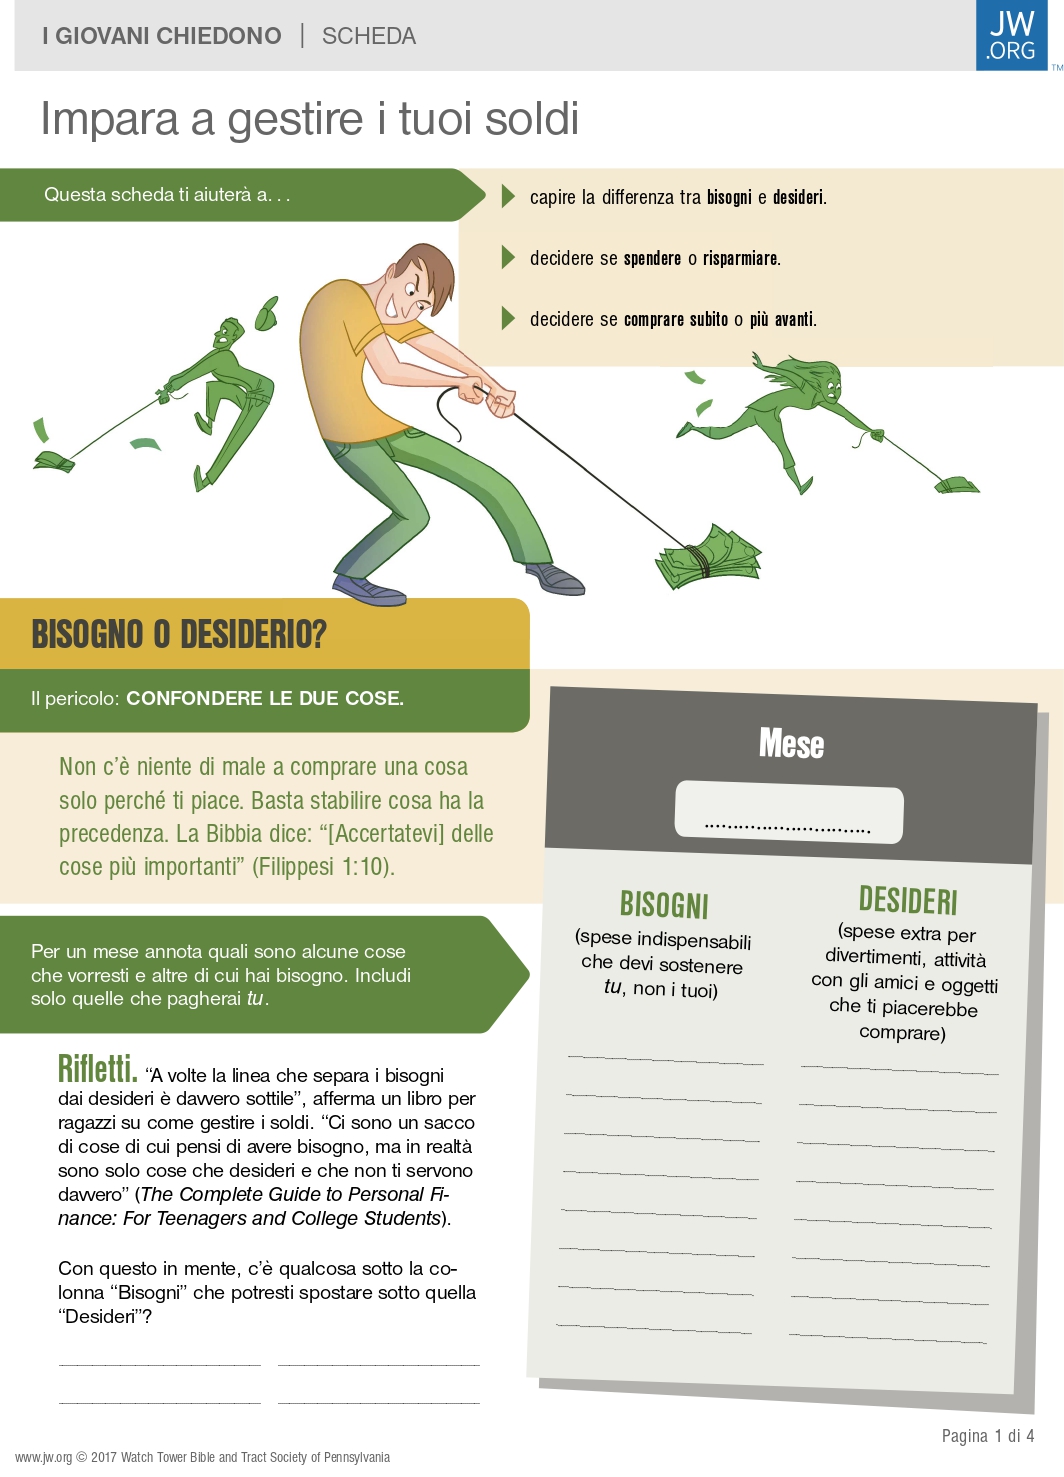 I GIOVANI CHIEDONO | SCHEDA
JW
.ORG
TM
Impara a gestire i tuoi soldi
Questa scheda ti aiuterà a. . .
capire la differenza tra bisogni e desideri.
decidere se spendere o risparmiare.
decidere se comprare subito o più avanti.
BISOGNO O DESIDERIO?
Il pericolo: CONFONDERE LE DUE COSE.
Non c’è niente di male a comprare una cosa
solo perché ti piace. Basta stabilire cosa ha la
precedenza. La Bibbia dice: “[Accertatevi] delle
cose più importanti” (Filippesi 1:10).
Per un mese annota quali sono alcune cose
che vorresti e altre di cui hai bisogno. Includi
solo quelle che pagherai tu.
Rifletti. “A volte la linea che separa i bisogni
dai desideri è davvero sottile”, afferma un libro per
ragazzi su come gestire i soldi. “Ci sono un sacco
di cose di cui pensi di avere bisogno, ma in realtà
sono solo cose che desideri e che non ti servono
davvero” (The Complete Guide to Personal Fi-
nance: For Teenagers and College Students).
Con questo in mente, c’è qualcosa sotto la co-
lonna “Bisogni” che potresti spostare sotto quella
“Desideri”?
Mese
BISOGNI
(spese indispensabili
che devi sostenere
tu, non i tuoi)
DESIDERI
(spese extra per
divertimenti, attività
con gli amici e oggetti
che ti piacerebbe
comprare)
Pagina 1 di 4
www.jw.org © 2017 Watch Tower Bible and Tract Society of Pennsylvania